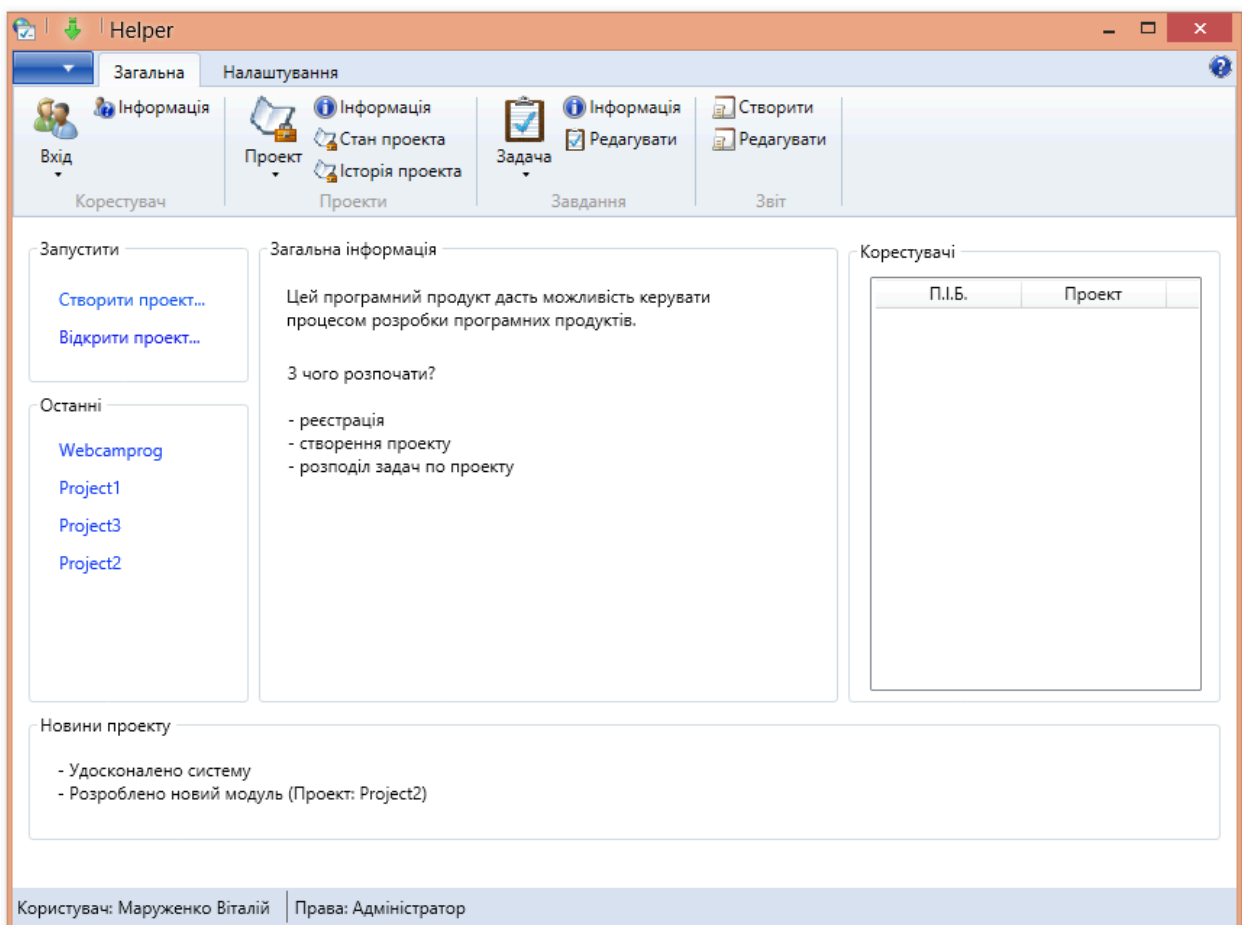 Helper
Загальна
Налаштування
Вхід
Інформація
Користувач
Проект
Інформація
Стан проекта
Історія проекта
Проекти
Задача
Інформація
Редагувати
Завдання
Створити
Редагувати
Звіт
Запустити
Створити проект...
Відкрити проект...
Останні
Webcamprog
Project1
Project3
Project2
Загальна інформація
Цей програмний продукт дасть можливість керувати
процесом розробки програмних продуктів.
З чого розпочати?
- реєстрація
- створення проекту
- розподіл задач по проекту
Корестувачі
П.І.Б.
Проект
Новини проекту
- Удосконалено систему
- Розроблено новий модуль (Проект: Project2)
Користувач: Маруженко Віталій
Права: Адміністратор